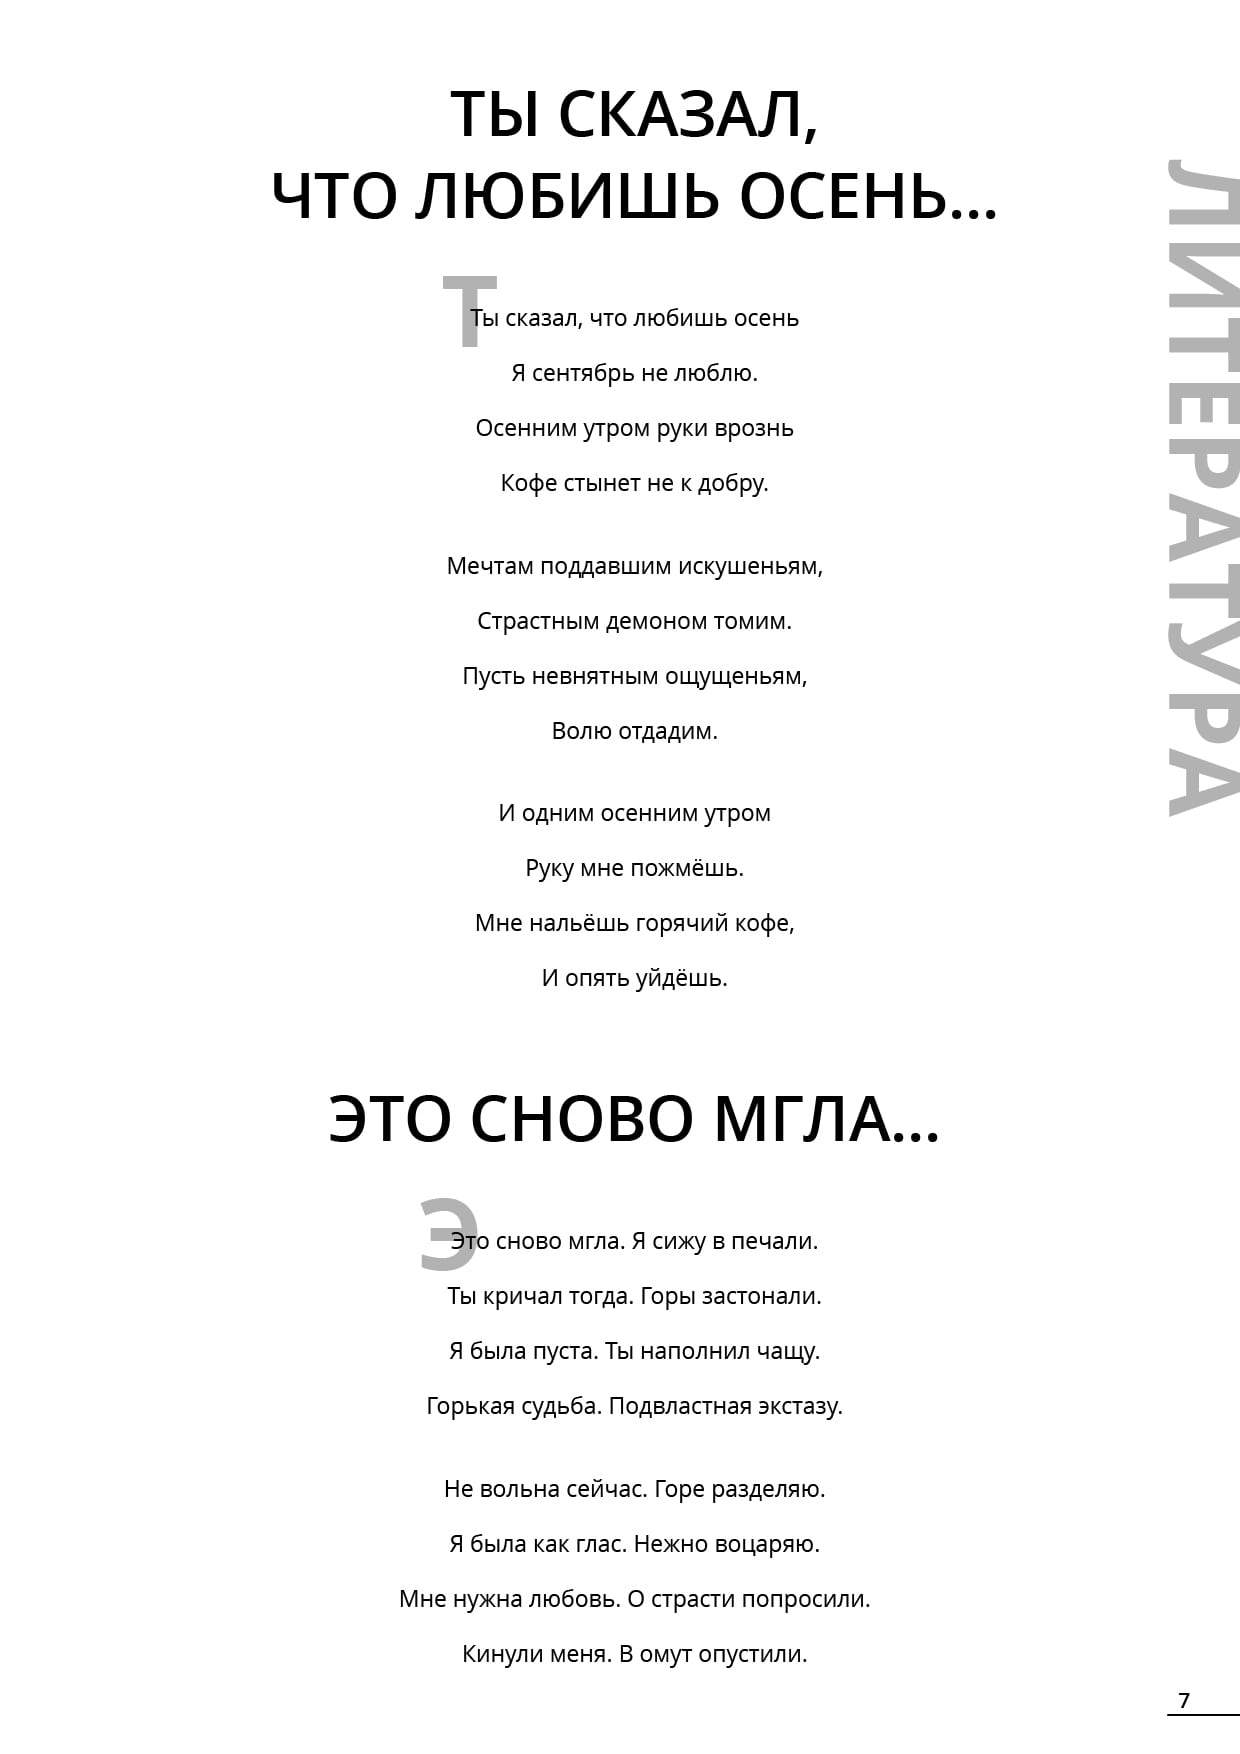 ТЫ СКАЗАЛ,
ЧТО ЛЮБИШЬ ОСЕНЬ...
Т
Ты сказал, что любишь осень
Я сентябрь не люблю.
Осенним утром руки врознь
Кофе стынет не к добру.
Мечтам поддавшим искушеньям,
Страстным демоном томим.
Пусть невнятным ощущеньям,
Волю отдадим.
И одним осенним утром
Руку мне пожмёшь.
Мне нальёшь горячий кофе,
И опять уйдёшь.
ЭТО СНОВО МГЛА...
Э
Это сново мгла. Я сижу в печали.
Ты кричал тогда. Горы застонали.
Я была пуста. Ты наполнил чащу.
Горькая судьба. Подвластная экстазу.
Не вольна сейчас. Горе разделяю.
Я была как глас. Нежно воцаряю.
Мне нужна любовь. О страсти попросили.
Кинули меня. В омут опустили.
ЛИТЕРАТУРА
7